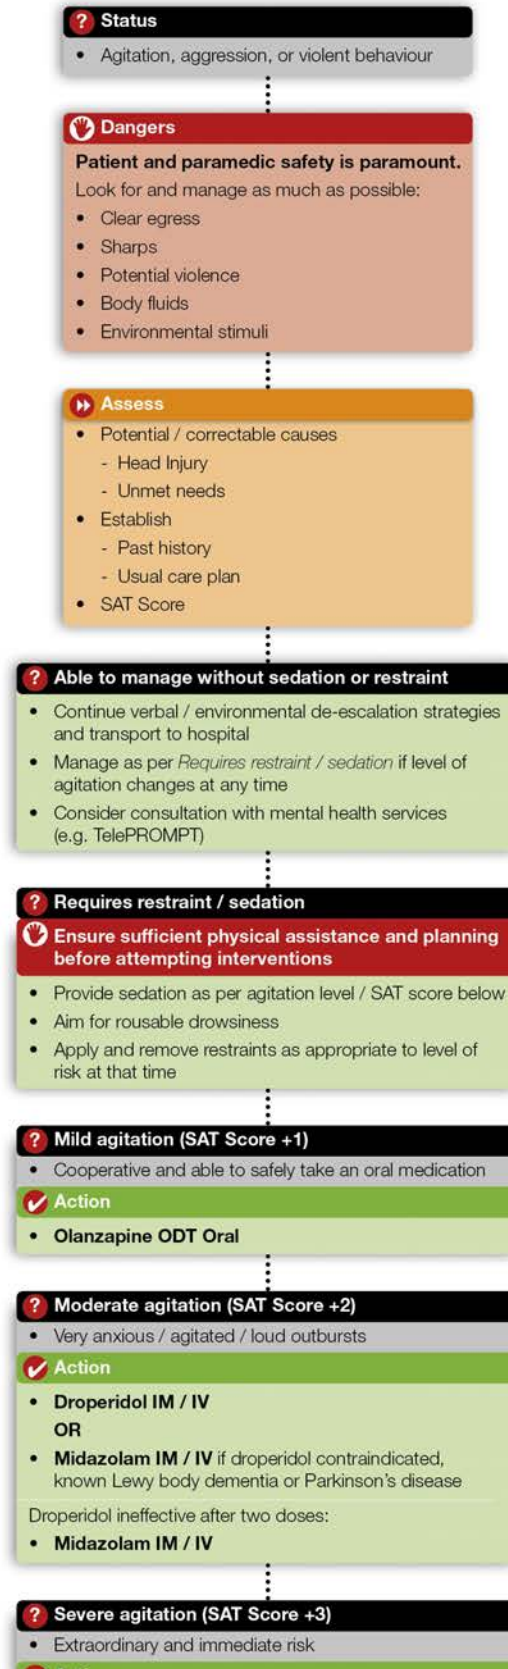 Status
• Agitation, aggression, or violent behaviour
Dangers
Patient and paramedic safety is paramount.
Look for and manage as much as possible:
• Clear egress
• Sharps
• Potential violence
• Body fluids
• Environmental stimuli
Assess
• Potential / correctable causes
- Head Injury
- Unmet needs
• Establish
- Past history
- Usual care plan
• SAT Score
Able to manage without sedation or restraint
• Continue verbal / environmental de-escalation strategies
and transport to hospital
• Manage as per Requires restraint / sedation if level of
agitation changes at any time
• Consider consultation with mental health services
(e.g. TelePROMPT)
Requires restraint / sedation
Ensure sufficient physical assistance and planning
before attempting interventions
• Provide sedation as per agitation level / SAT score below
• Aim for rousable drowsiness
• Apply and remove restraints as appropriate to level of
risk at that time
Mild agitation (SAT Score +1)
• Cooperative and able to safely take an oral medication
Action
• Olanzapine ODT Oral
Moderate agitation (SAT Score +2)
• Very anxious / agitated / loud outbursts
Action
• Droperidol IM / IV
OR
• Midazolam IM / IV if droperidol contraindicated,
known Lewy body dementia or Parkinson's disease
Droperidol ineffective after two doses:
• Midazolam IM / IV
Severe agitation (SAT Score +3)
• Extraordinary and immediate risk